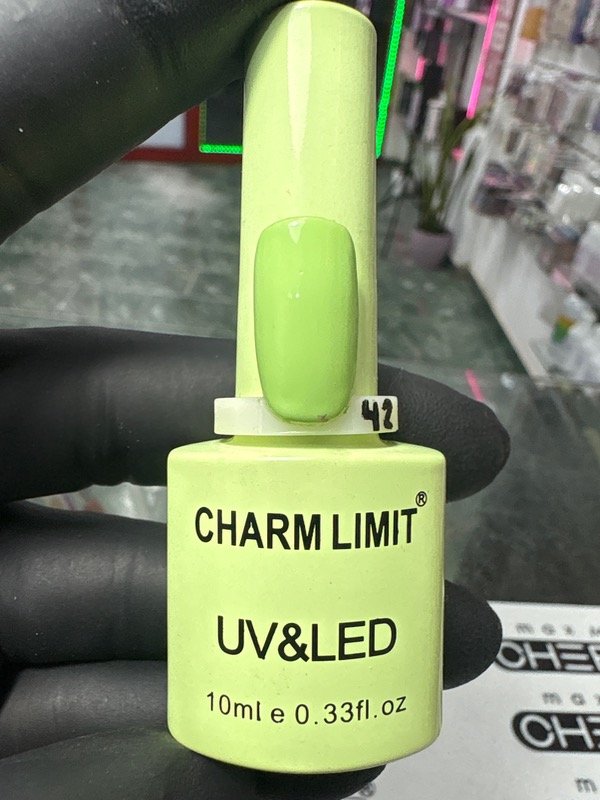 42
CHARM LIMIT®
UV&LED
10ml e 0.33fl.oz